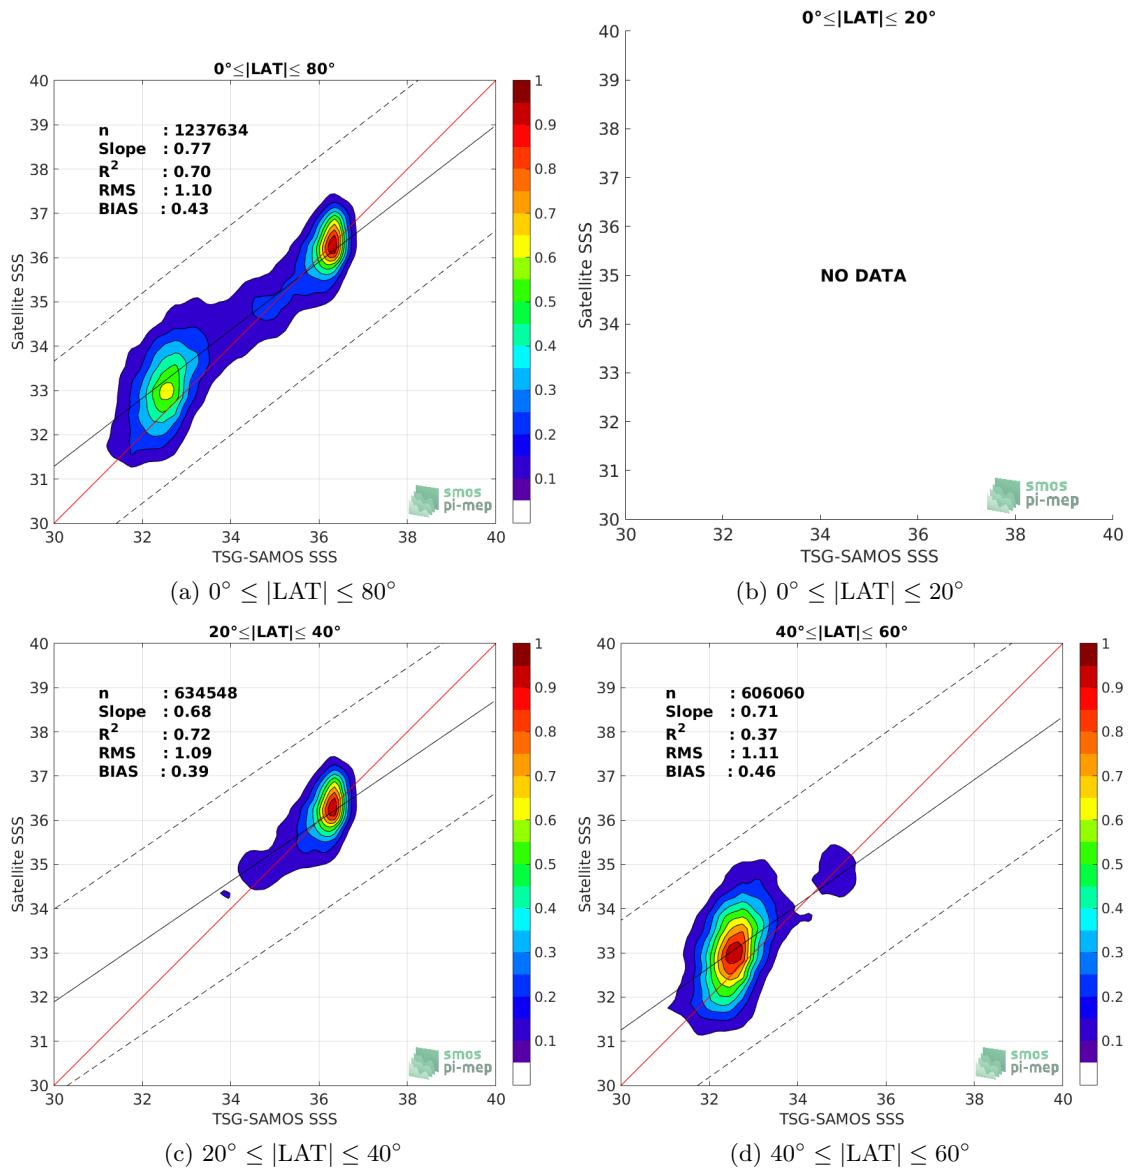 0°≤|LAT|≤ 80°
n : 1237634
Slope : 0.77
R2 : 0.70
RMS : 1.10
BIAS : 0.43
40
39
38
37
36
35
34
33
32
31
30
30 32 34 36 38 40
Satellite SSS
TSG-SAMOS SSS
smos
pi-mep
1
0.9
0.8
0.7
0.6
0.5
0.4
0.3
0.2
0.1
(a) 0° ≤ |LAT| ≤ 80°
0°≤|LAT|≤ 20°
40
39
38
37
36
35
34
33
32
31
30
30 32 34 36 38 40
Satellite SSS
NO DATA
TSG-SAMOS SSS
smos
pi-mep
(b) 0° ≤ |LAT| ≤ 20°
20°≤|LAT|≤ 40°
n : 634548
Slope : 0.68
R2 : 0.72
RMS : 1.09
BIAS : 0.39
40
39
38
37
36
35
34
33
32
31
30
30 32 34 36 38 40
Satellite SSS
TSG-SAMOS SSS
smos
pi-mep
1
0.9
0.8
0.7
0.6
0.5
0.4
0.3
0.2
0.1
(c) 20° ≤ |LAT| ≤ 40°
40°≤|LAT|≤ 60°
n : 606060
Slope : 0.71
R2 : 0.37
RMS : 1.11
BIAS : 0.46
40
39
38
37
36
35
34
33
32
31
30
30 32 34 36 38 40
Satellite SSS
TSG-SAMOS SSS
smos
pi-mep
1
0.9
0.8
0.7
0.6
0.5
0.4
0.3
0.2
0.1
(d) 40° ≤ |LAT| ≤ 60°